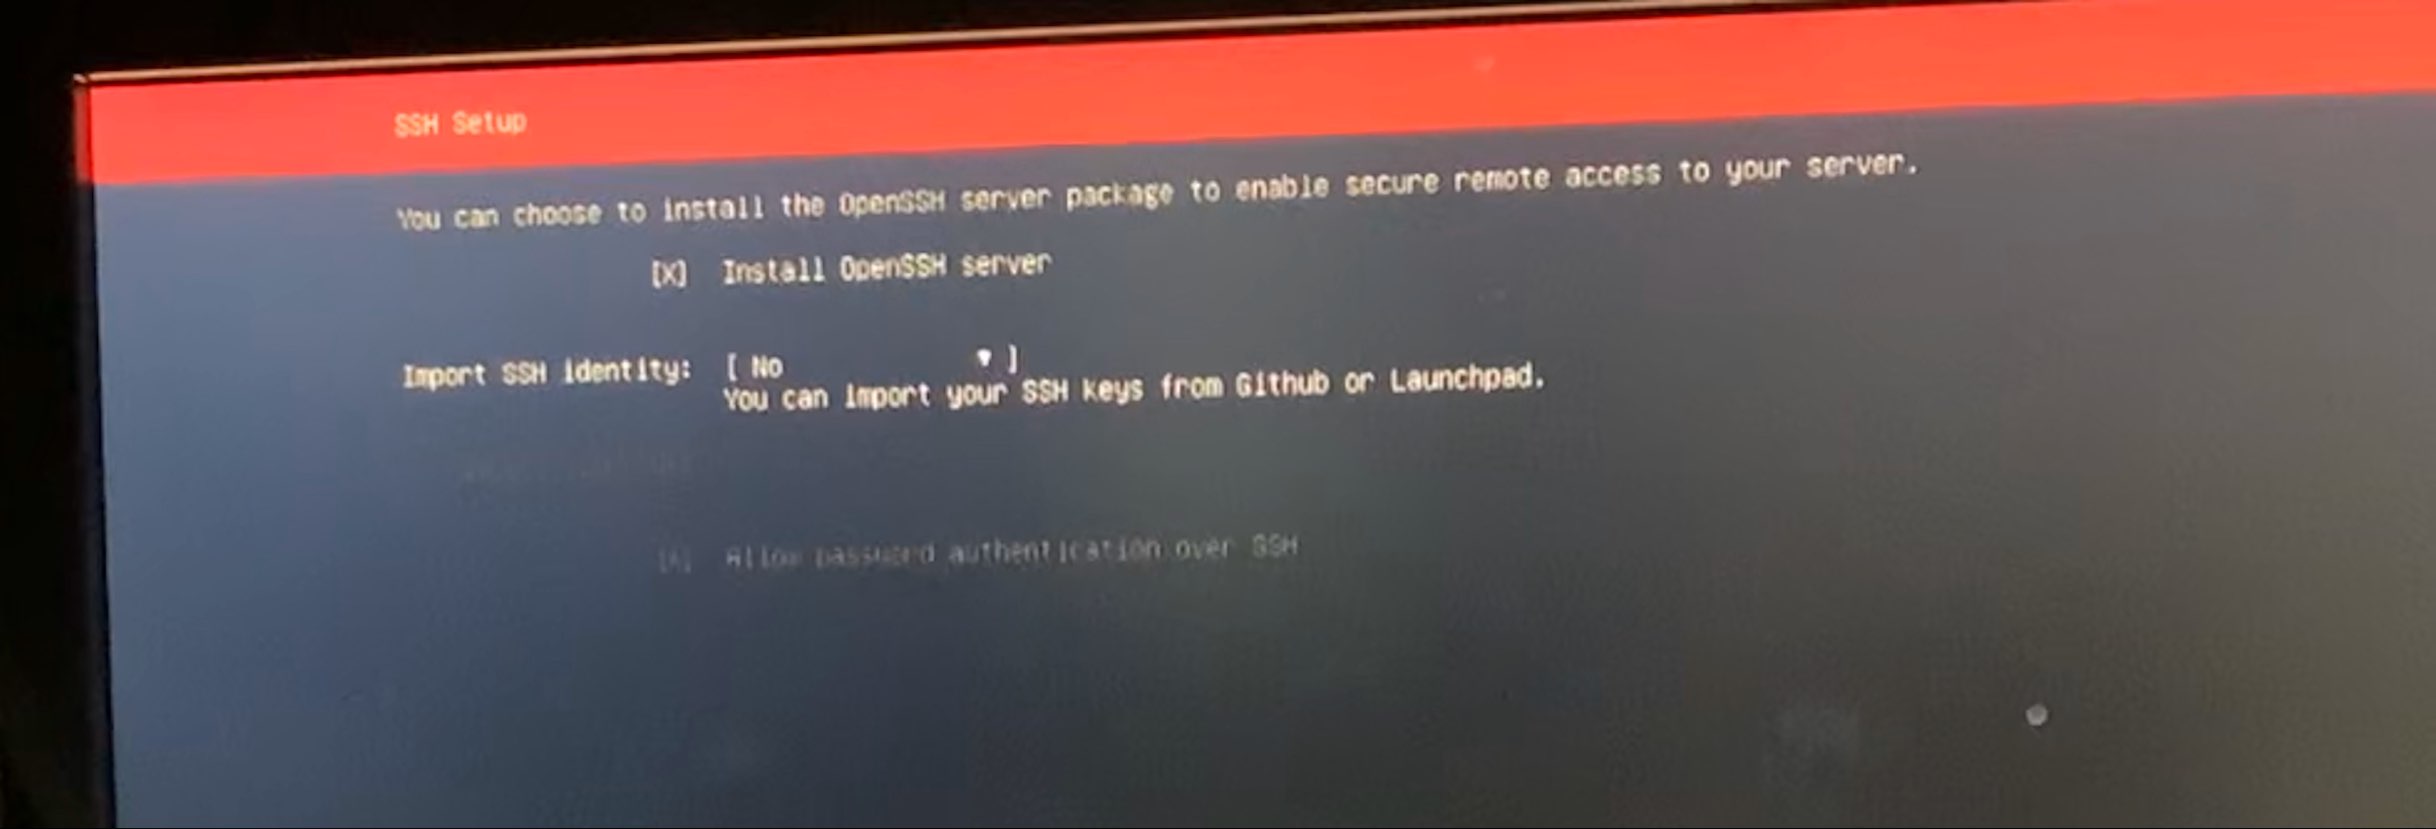 SSH Setup
You can choose to install the OpenSSH server package to enable secure remote access to your server.
[X] Install OpenSSH server
Import SSH identity: [ No ▾ ]
You can import your SSH keys from Github or Launchpad.
[X] Allow password authentication over SSH